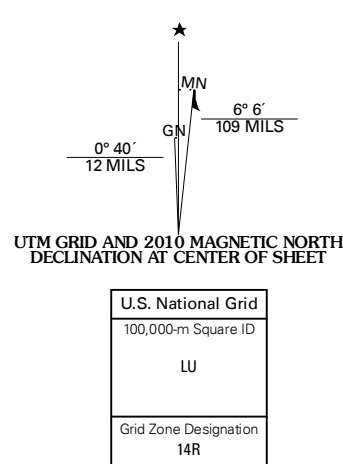 MN
6° 6´
109 MILS
GN
0° 40´
12 MILS
UTM GRID AND 2010 MAGNETIC NORTH
DECLINATION AT CENTER OF SHEET
U.S. National Grid
100,000-m Square ID
LU
Grid Zone Designation
14R